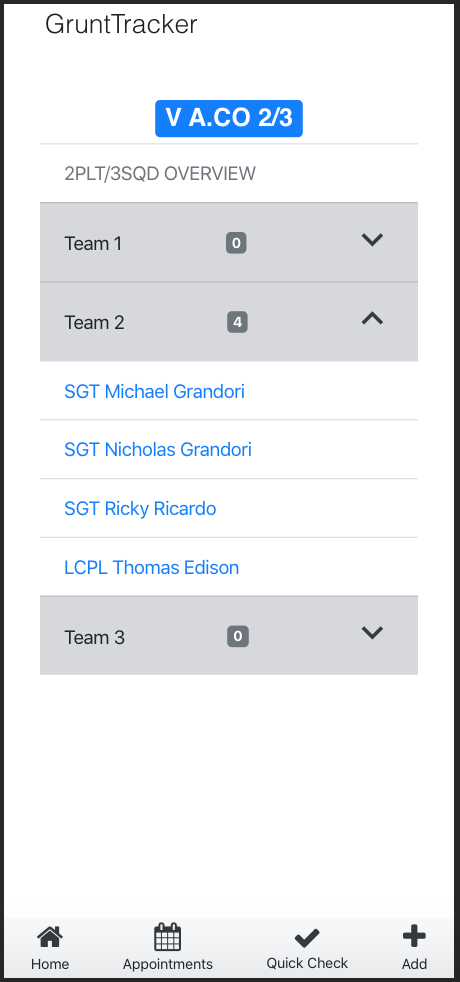 GruntTracker
V A.CO 2/3
2PLT/3SQD OVERVIEW
Team 1 0
Team 2 4
SGT Michael Grandori
SGT Nicholas Grandori
SGT Ricky Ricardo
LCPL Thomas Edison
Team 3 0
Home Appointments Quick Check Add